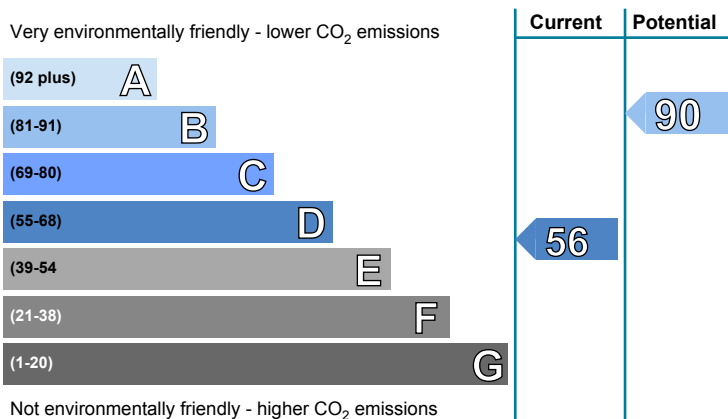 Current Potential
Very environmentally friendly - lower CO₂ emissions
(92 plus) A
90
(81-91) B
(69-80) C
(55-68) D
56
(39-54 E
(21-38) F
(1-20) G
Not environmentally friendly - higher CO₂ emissions